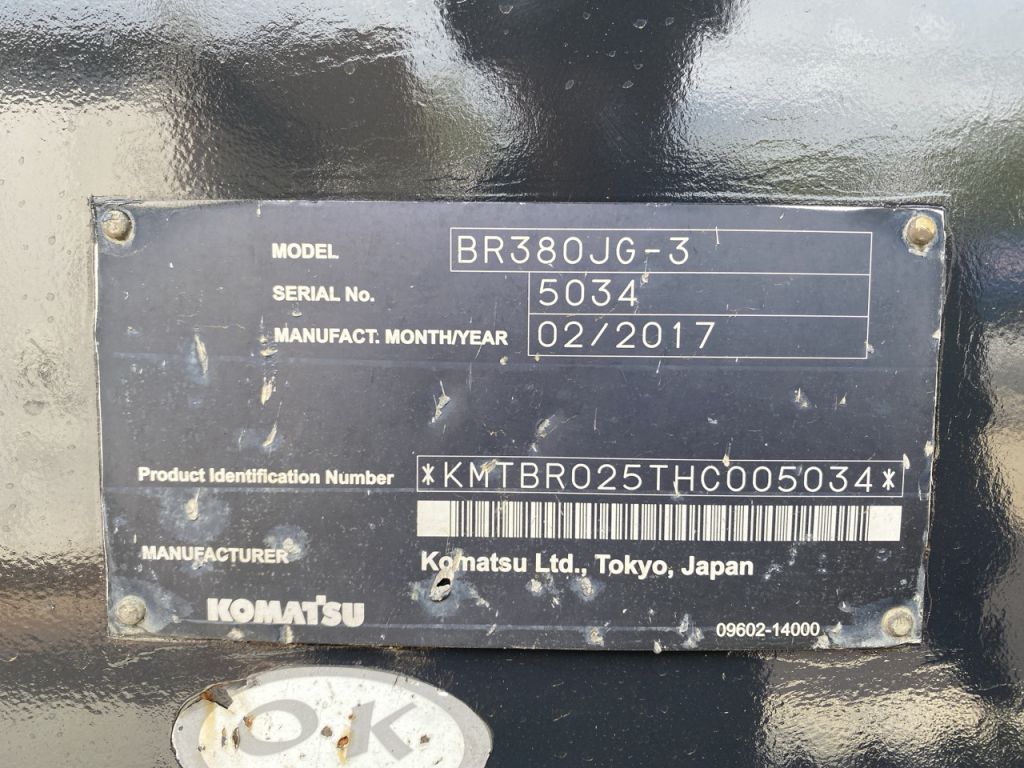 MODEL BR380JG-3
SERIAL No. 5034
MANUFACT. MONTH/YEAR 02/2017
Product Identification Number *KMTBR025THC005034*
MANUFACTURER Komatsu Ltd., Tokyo, Japan
KOMATSU
09602-14000
OK